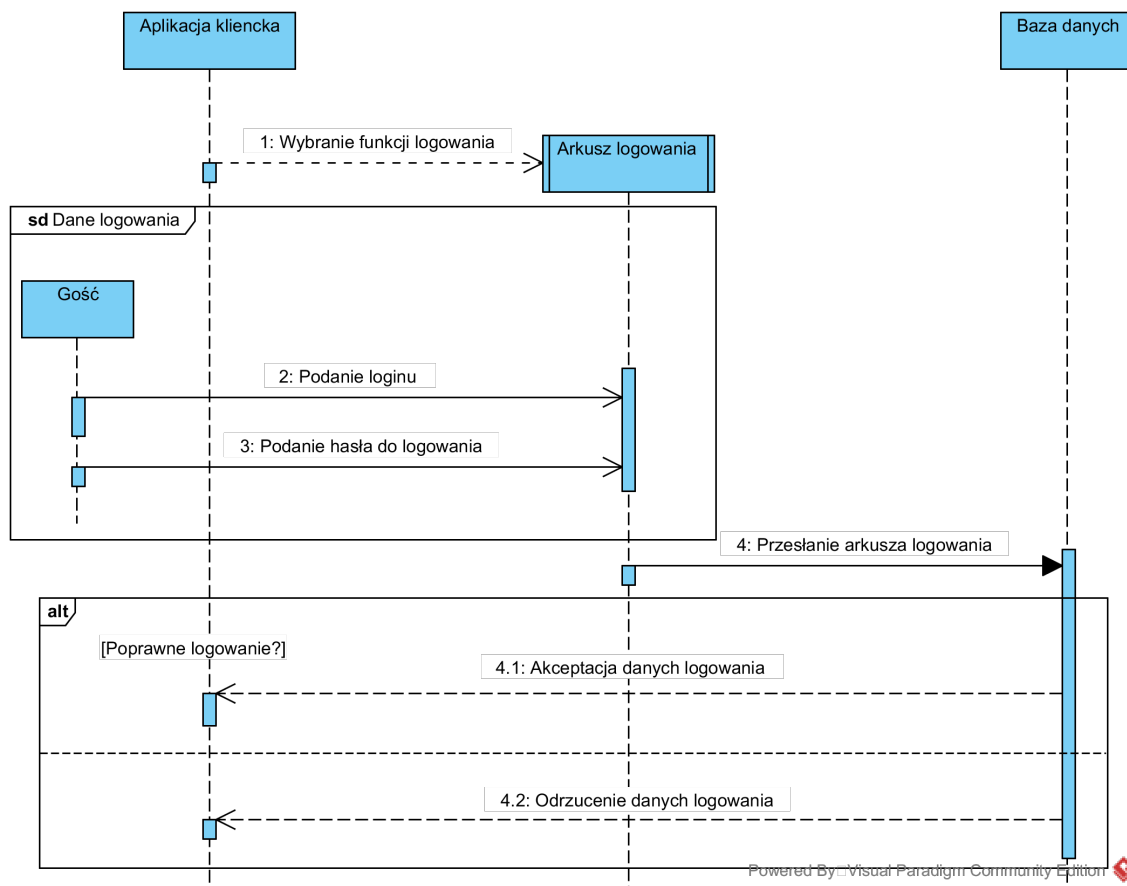 Aplikacja kliencka
Baza danych
1: Wybranie funkcji logowania
Arkusz logowania
sd Dane logowania
Gość
2: Podanie loginu
3: Podanie hasła do logowania
4: Przesłanie arkusza logowania
alt
[Poprawne logowanie?]
4.1: Akceptacja danych logowania
4.2: Odrzucenie danych logowania
Powered By□Visual Paradigm Community Edition